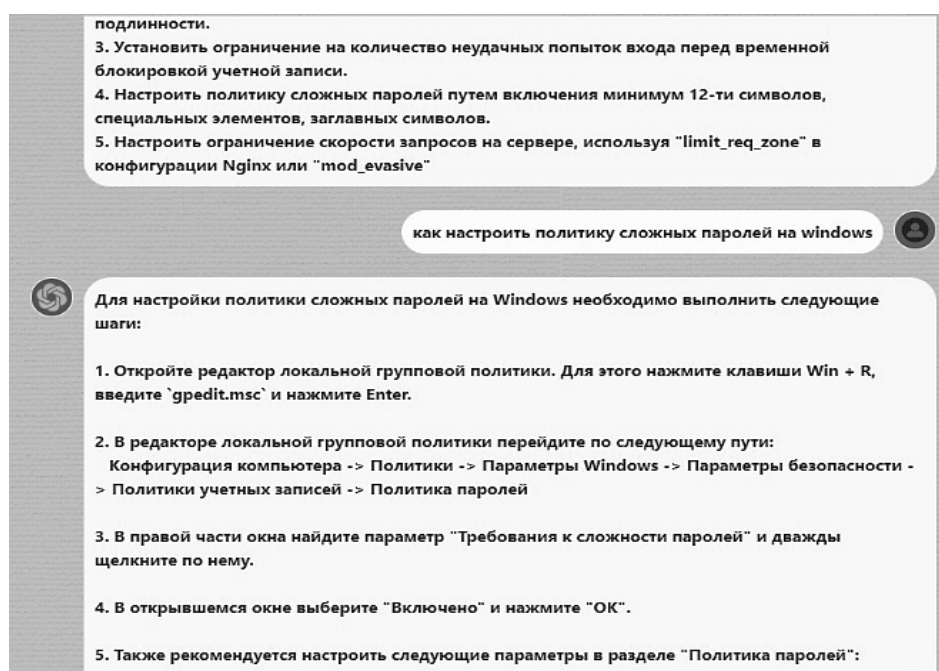 подлинности.
3. Установить ограничение на количество неудачных попыток входа перед временной
блокировкой учетной записи.
4. Настроить политику сложных паролей путем включения минимум 12-ти символов,
специальных элементов, заглавных символов.
5. Настроить ограничение скорости запросов на сервере, используя "limit_req_zone" в
конфигурации Nginx или "mod_evasive"
как настроить политику сложных паролей на windows
Для настройки политики сложных паролей на Windows необходимо выполнить следующие
шаги:
1. Откройте редактор локальной групповой политики. Для этого нажмите клавиши Win + R,
введите `gpedit.msc` и нажмите Enter.
2. В редакторе локальной групповой политики перейдите по следующему пути:
Конфигурация компьютера -> Политики -> Параметры Windows -> Параметры безопасности -
> Политики учетных записей -> Политика паролей
3. В правой части окна найдите параметр "Требования к сложности паролей" и дважды
щелкните по нему.
4. В открывшемся окне выберите "Включено" и нажмите "ОК".
5. Также рекомендуется настроить следующие параметры в разделе "Политика паролей":